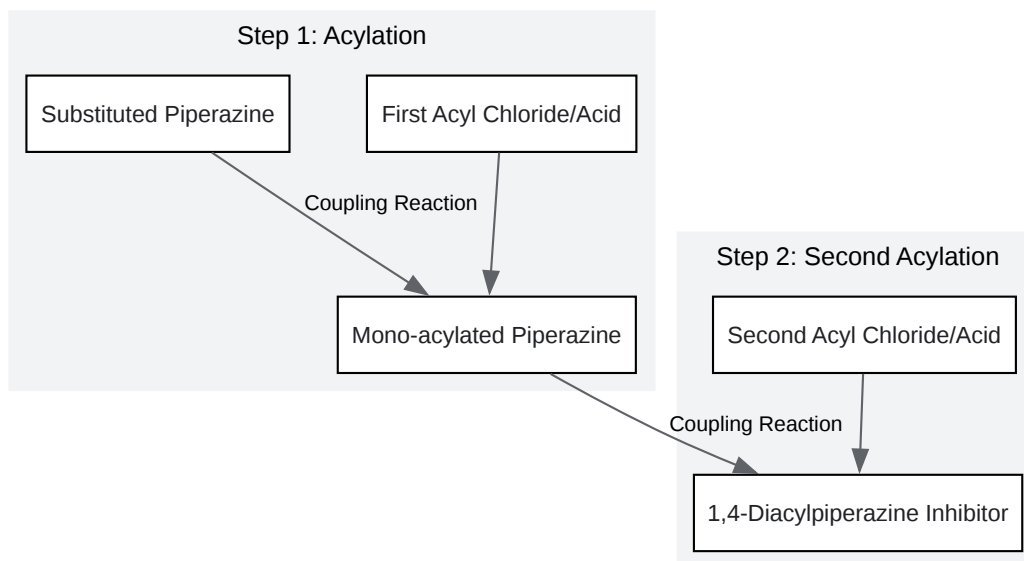 Step 1: Acylation
Substituted Piperazine
First Acyl Chloride/Acid
Coupling Reaction
Mono-acylated Piperazine
Step 2: Second Acylation
Second Acyl Chloride/Acid
Coupling Reaction
1,4-Diacylpiperazine Inhibitor